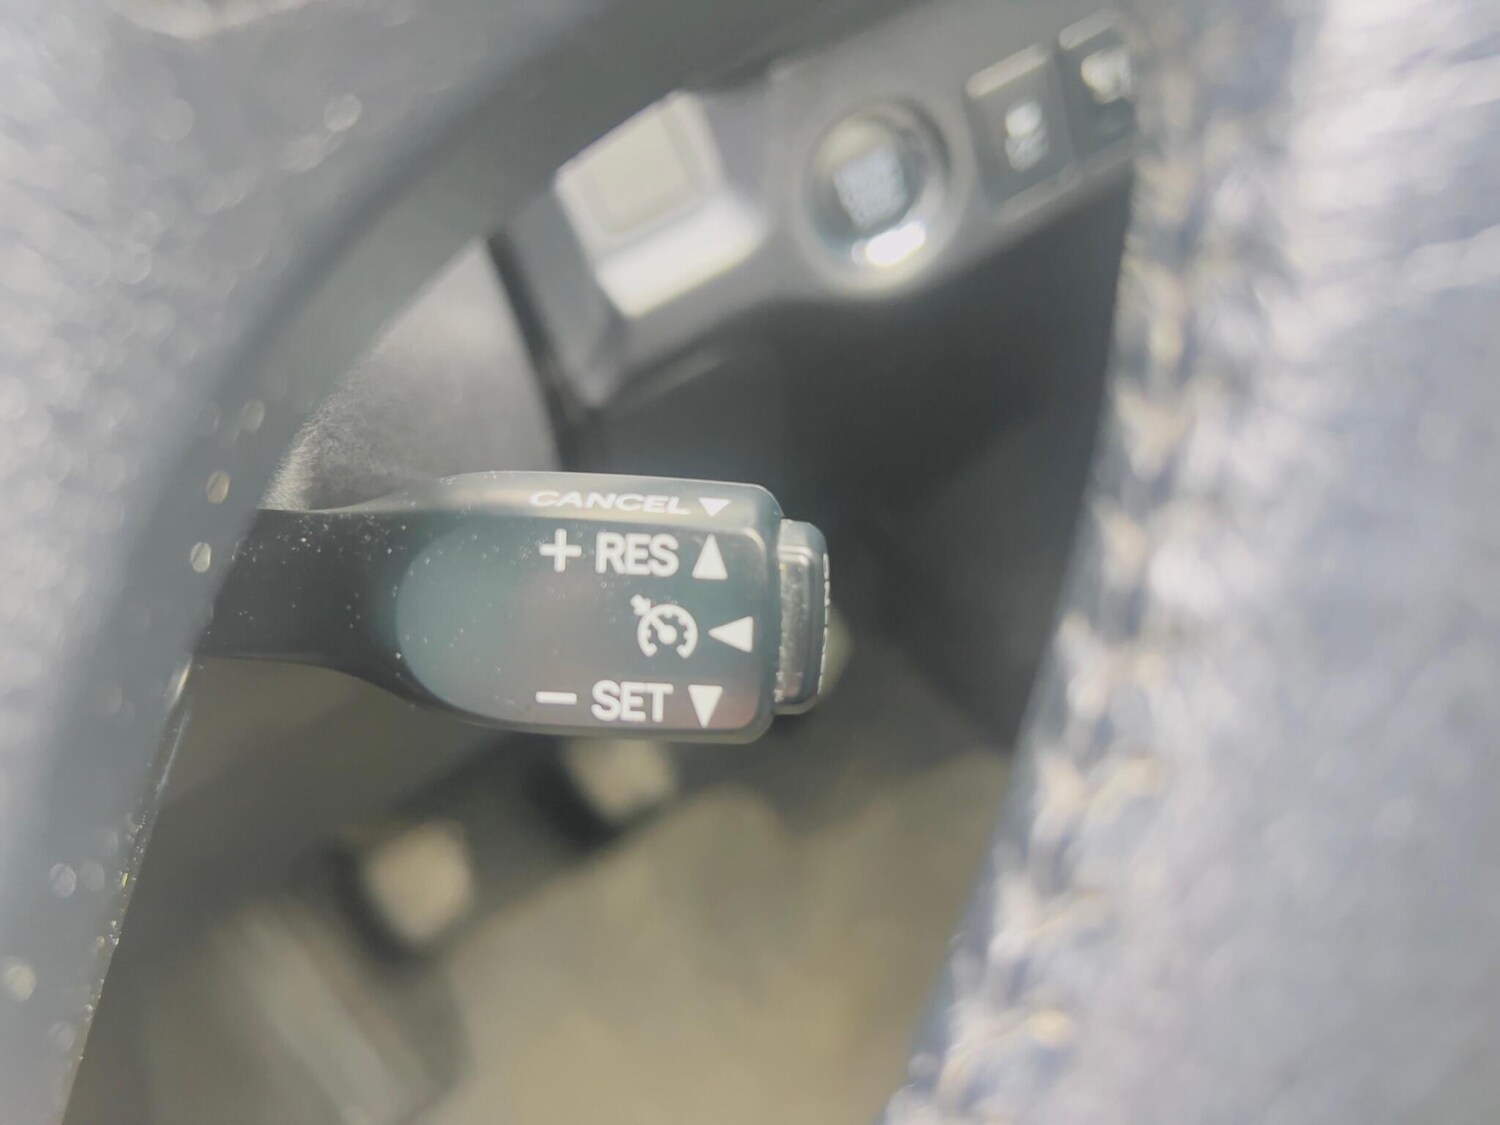 CANCEL ▼
+ RES ▲
◀
− SET ▼